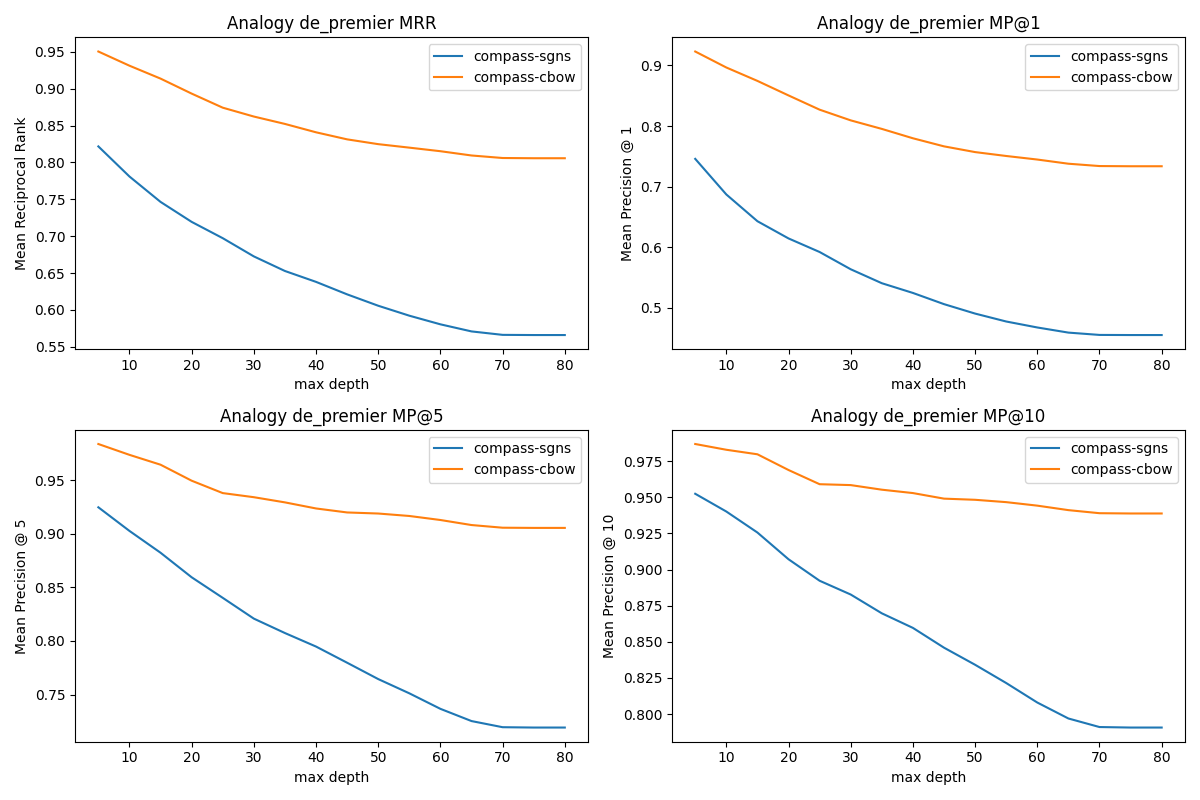 Analogy de_premier MRR
0.95
0.90
0.85
0.80
0.75
0.70
0.65
0.60
0.55
Mean Reciprocal Rank
compass-sgns
compass-cbow
10 20 30 40 50 60 70 80
max depth
Analogy de_premier MP@1
0.9
0.8
0.7
0.6
0.5
Mean Precision @ 1
compass-sgns
compass-cbow
10 20 30 40 50 60 70 80
max depth
Analogy de_premier MP@5
0.95
0.90
0.85
0.80
0.75
Mean Precision @ 5
compass-sgns
compass-cbow
10 20 30 40 50 60 70 80
max depth
Analogy de_premier MP@10
0.975
0.950
0.925
0.900
0.875
0.850
0.825
0.800
Mean Precision @ 10
compass-sgns
compass-cbow
10 20 30 40 50 60 70 80
max depth